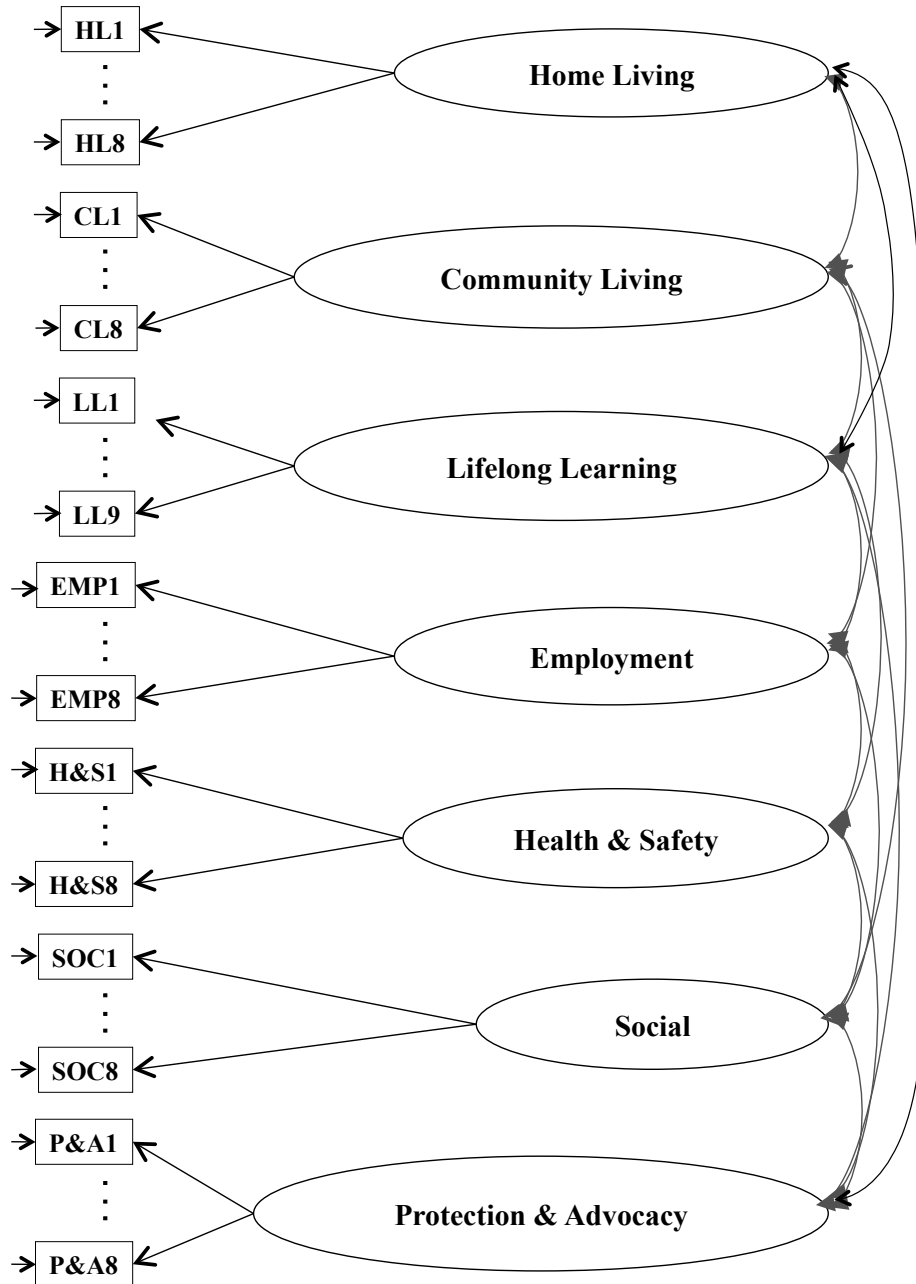 HL1
Home Living
HL8
CL1
Community Living
CL8
LL1
Lifelong Learning
LL9
EMP1
Employment
EMP8
H&S1
Health & Safety
H&S8
SOC1
Social
SOC8
P&A1
Protection & Advocacy
P&A8